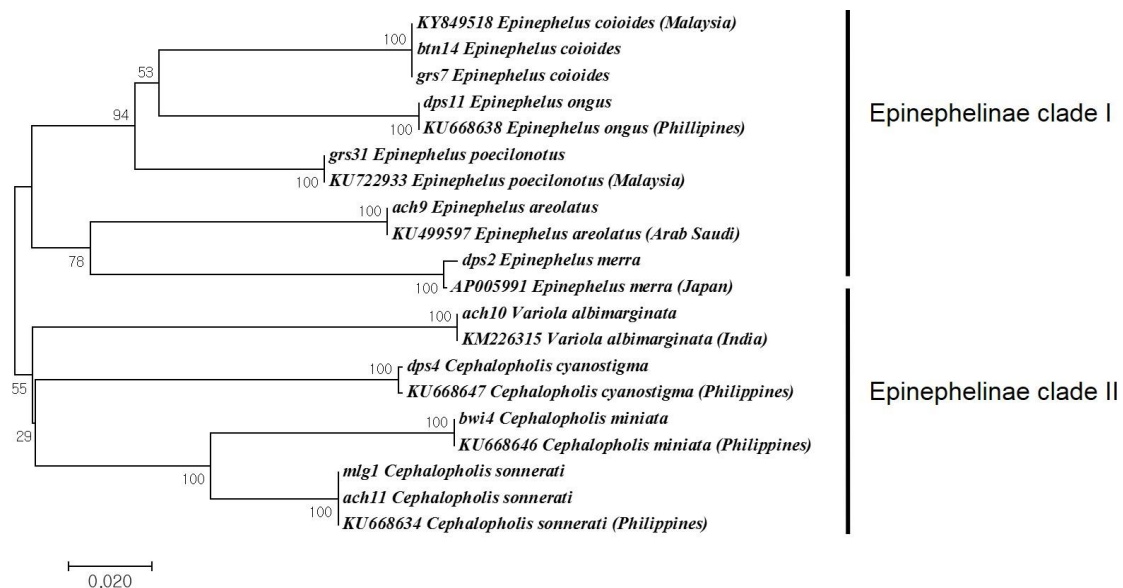 KY849518 Epinephelus coioides (Malaysia)
100
btn14 Epinephelus coioides
53
grs7 Epinephelus coioides
dps11 Epinephelus ongus
Epinephelinae clade I
94
100
KU668638 Epinephelus ongus (Phillipines)
grs31 Epinephelus poecilonotus
100
KU722933 Epinephelus poecilonotus (Malaysia)
100
ach9 Epinephelus areolatus
KU499597 Epinephelus areolatus (Arab Saudi)
78
dps2 Epinephelus merra
100
AP005991 Epinephelus merra (Japan)
ach10 Variola albimarginata
100
KM226315 Variola albimarginata (India)
55
100
dps4 Cephalopholis cyanostigma
KU668647 Cephalopholis cyanostigma (Philippines)
Epinephelinae clade II
29
100
bwi4 Cephalopholis miniata
KU668646 Cephalopholis miniata (Philippines)
100
mlg1 Cephalopholis sonnerati
ach11 Cephalopholis sonnerati
100
KU668634 Cephalopholis sonnerati (Philippines)
0.020